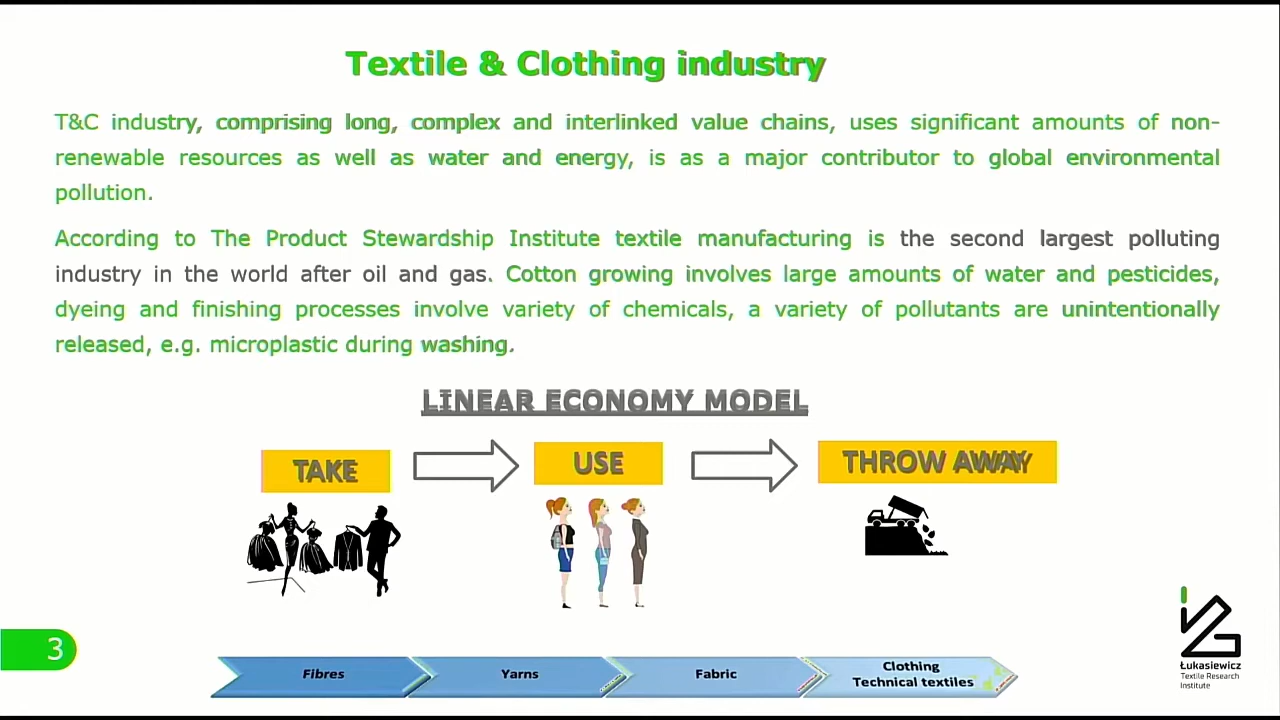 Textile & Clothing industry
T&C industry, comprising long, complex and interlinked value chains, uses significant amounts of non-
renewable resources as well as water and energy, is as a major contributor to global environmental
pollution.
According to The Product Stewardship Institute textile manufacturing is the second largest polluting
industry in the world after oil and gas. Cotton growing involves large amounts of water and pesticides,
dyeing and finishing processes involve variety of chemicals, a variety of pollutants are unintentionally
released, e.g. microplastic during washing.
LINEAR ECONOMY MODEL
TAKE
USE
THROW AWAY
3
Fibres
Yarns
Fabric
Clothing
Technical textiles
Łukasiewicz
Textile Research
Institute